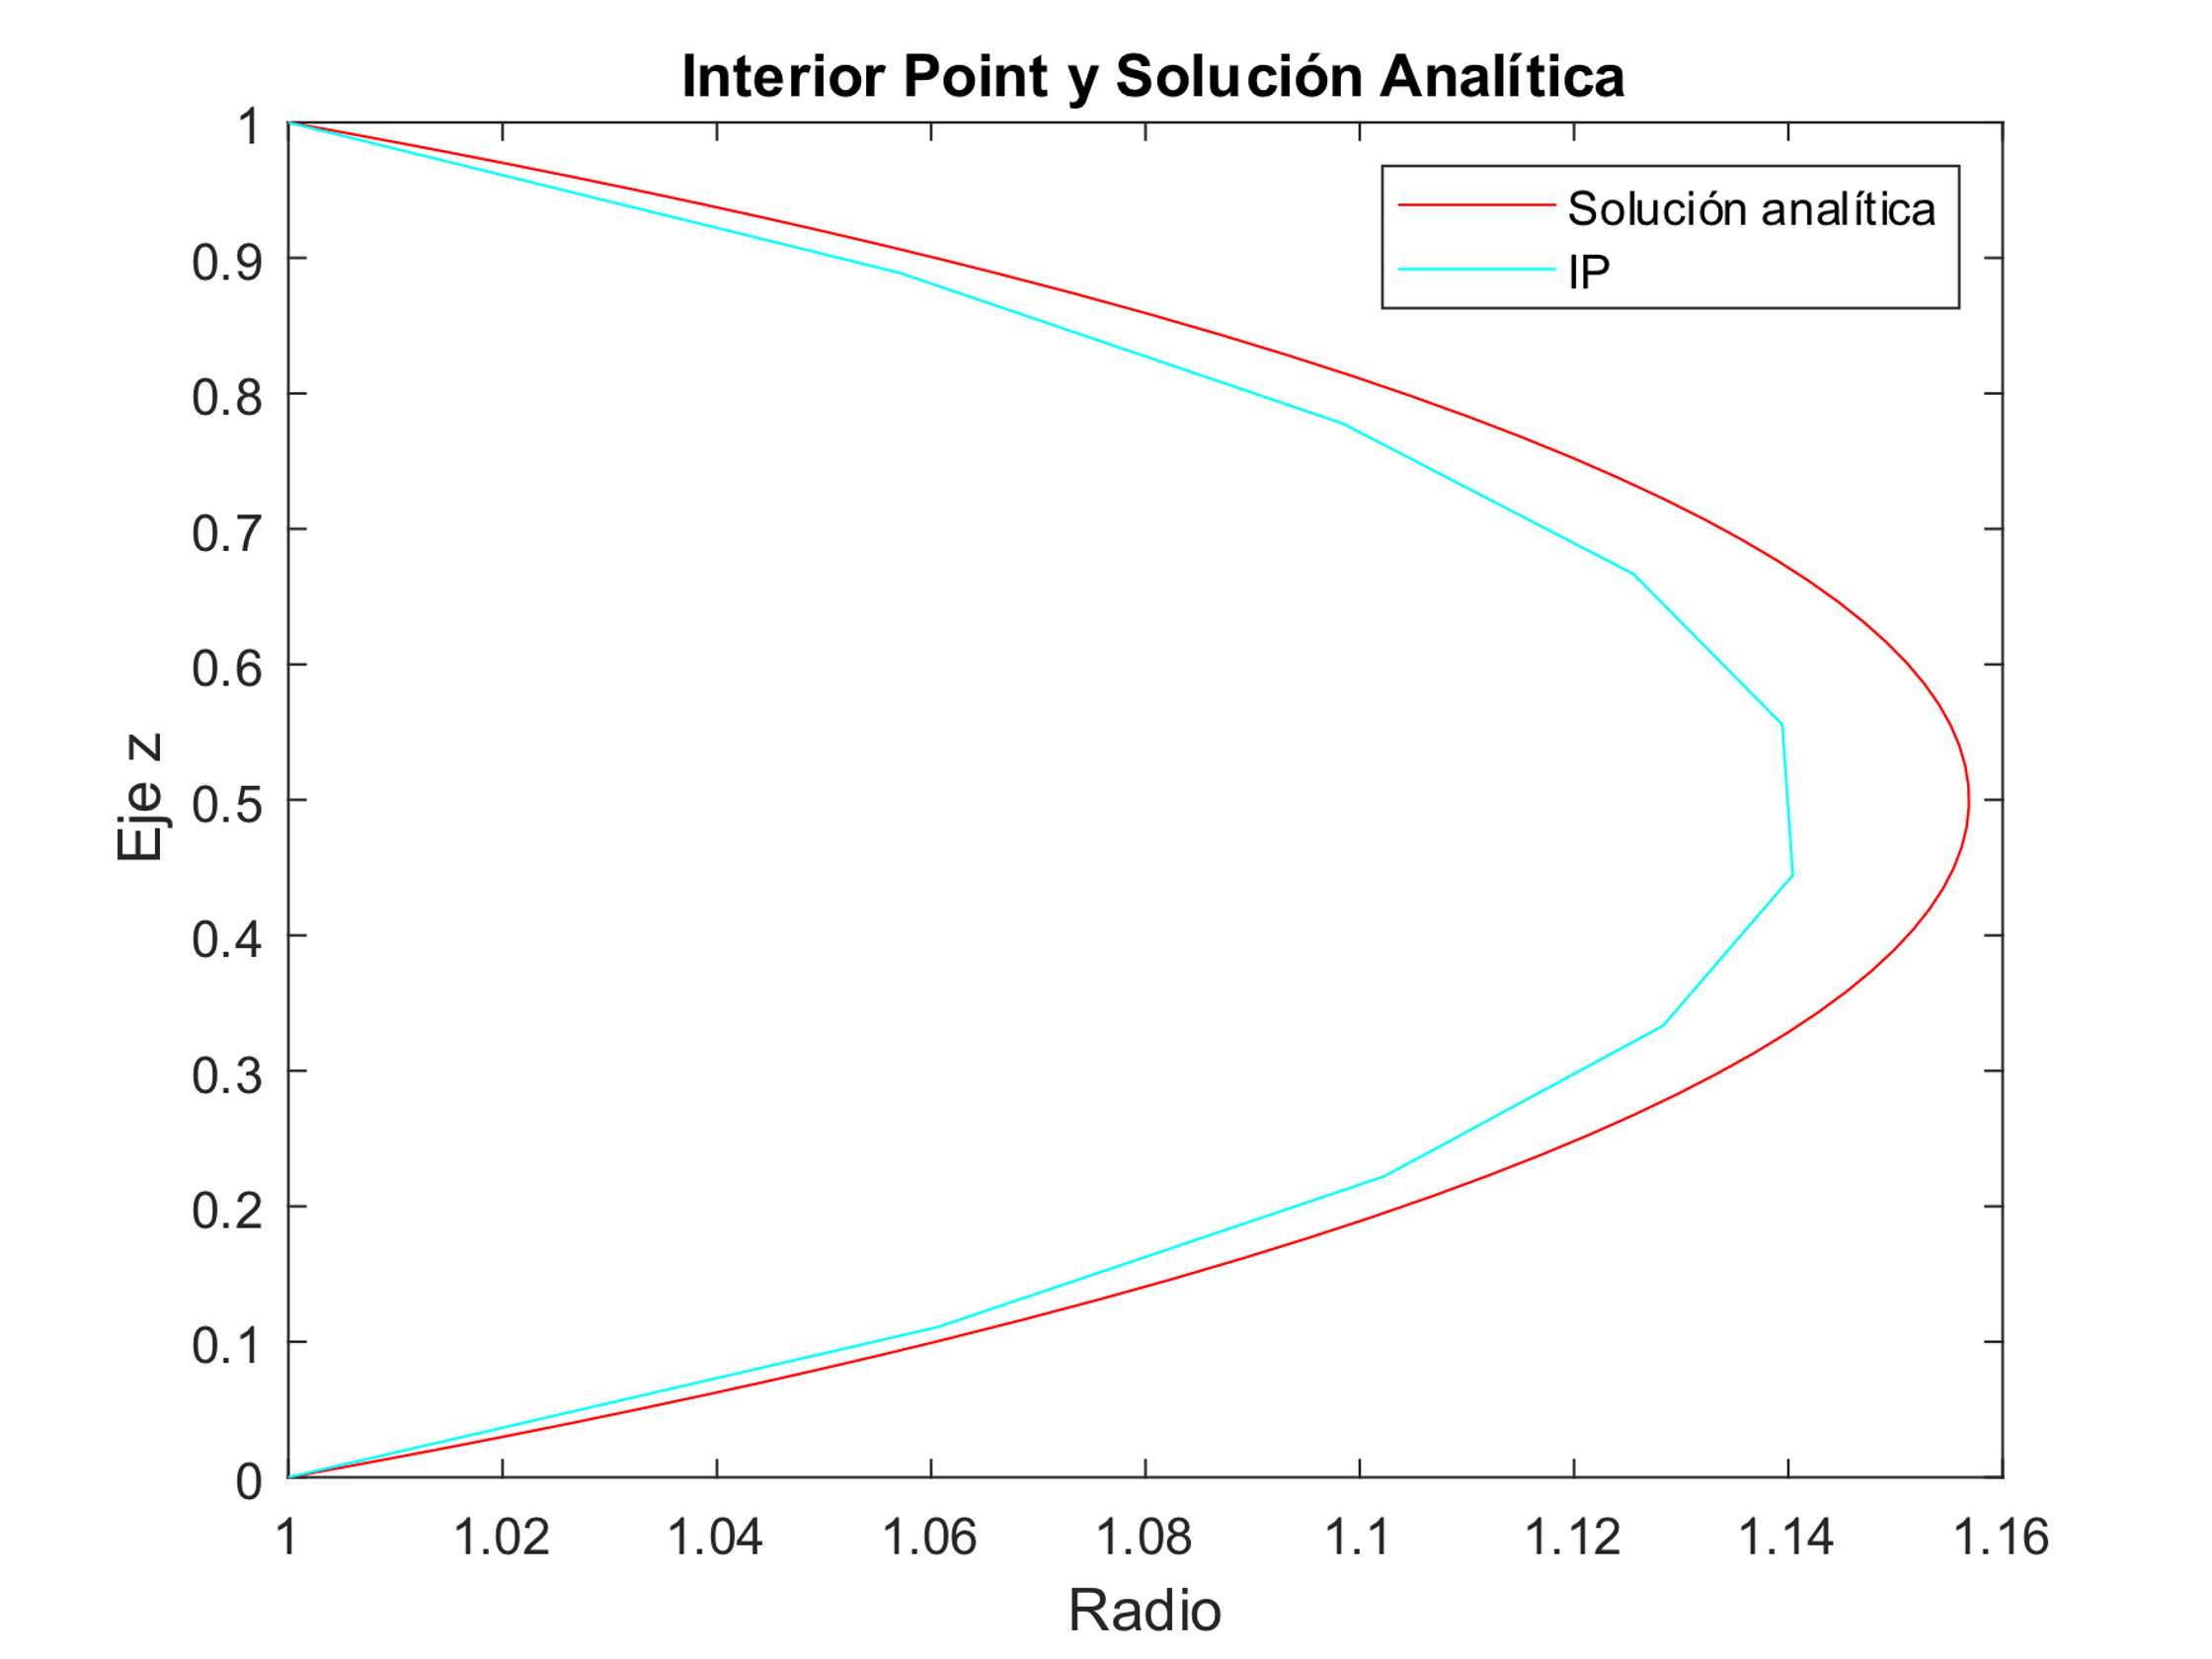 Interior Point y Solución Analítica
Solución analítica
IP
Eje z
1
0.9
0.8
0.7
0.6
0.5
0.4
0.3
0.2
0.1
0
1 1.02 1.04 1.06 1.08 1.1 1.12 1.14 1.16
Radio